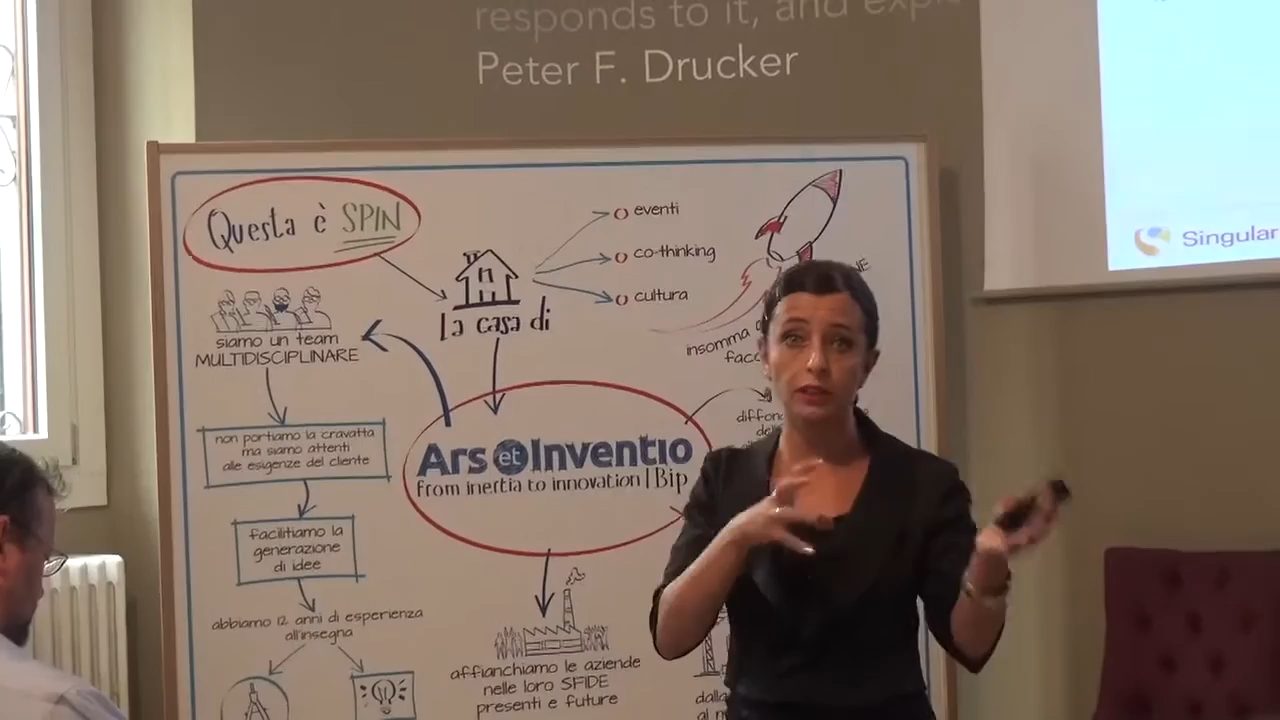 responds to it, and
Peter F. Drucker
Singular
Questa è SPIN
eventi
co-thinking
cultura
la casa di
siamo un team
MULTIDISCIPLINARE
insomma
non portiamo la cravatta
ma siamo attenti
alle esigenze del cliente
Ars et Inventio
from inertia to innovation | Bip
facilitiamo la
generazione
di idee
abbiamo 12 anni di esperienza
all'insegna
affianchiamo le aziende
nelle loro SFIDE
presenti e future